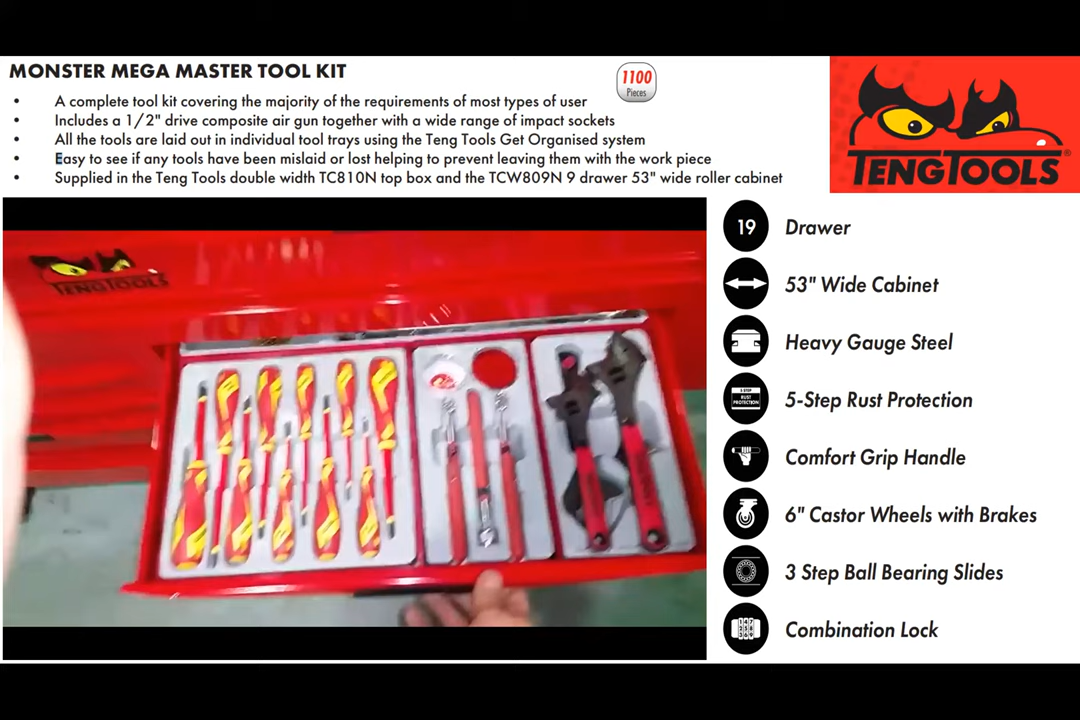 MONSTER MEGA MASTER TOOL KIT
1100
Pieces
• A complete tool kit covering the majority of the requirements of most types of user
• Includes a 1/2" drive composite air gun together with a wide range of impact sockets
• All the tools are laid out in individual tool trays using the Teng Tools Get Organised system
• Easy to see if any tools have been mislaid or lost helping to prevent leaving them with the work piece
• Supplied in the Teng Tools double width TC810N top box and the TCW809N 9 drawer 53" wide roller cabinet
TENGTOOLS®
TENGTOOLS
19 Drawer
53" Wide Cabinet
Heavy Gauge Steel
5 STEP RUST PROTECTION
5-Step Rust Protection
Comfort Grip Handle
6" Castor Wheels with Brakes
3 Step Ball Bearing Slides
Combination Lock